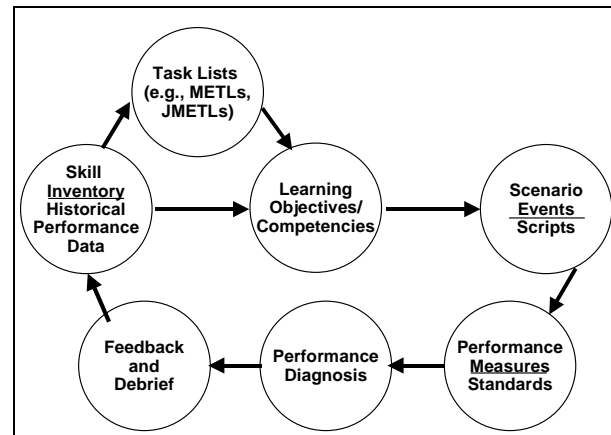 Task Lists
(e.g., METLs,
JMETLs)
Skill
Inventory
Historical
Performance
Data
Learning
Objectives/
Competencies
Scenario
Events
Scripts
Feedback
and
Debrief
Performance
Diagnosis
Performance
Measures
Standards